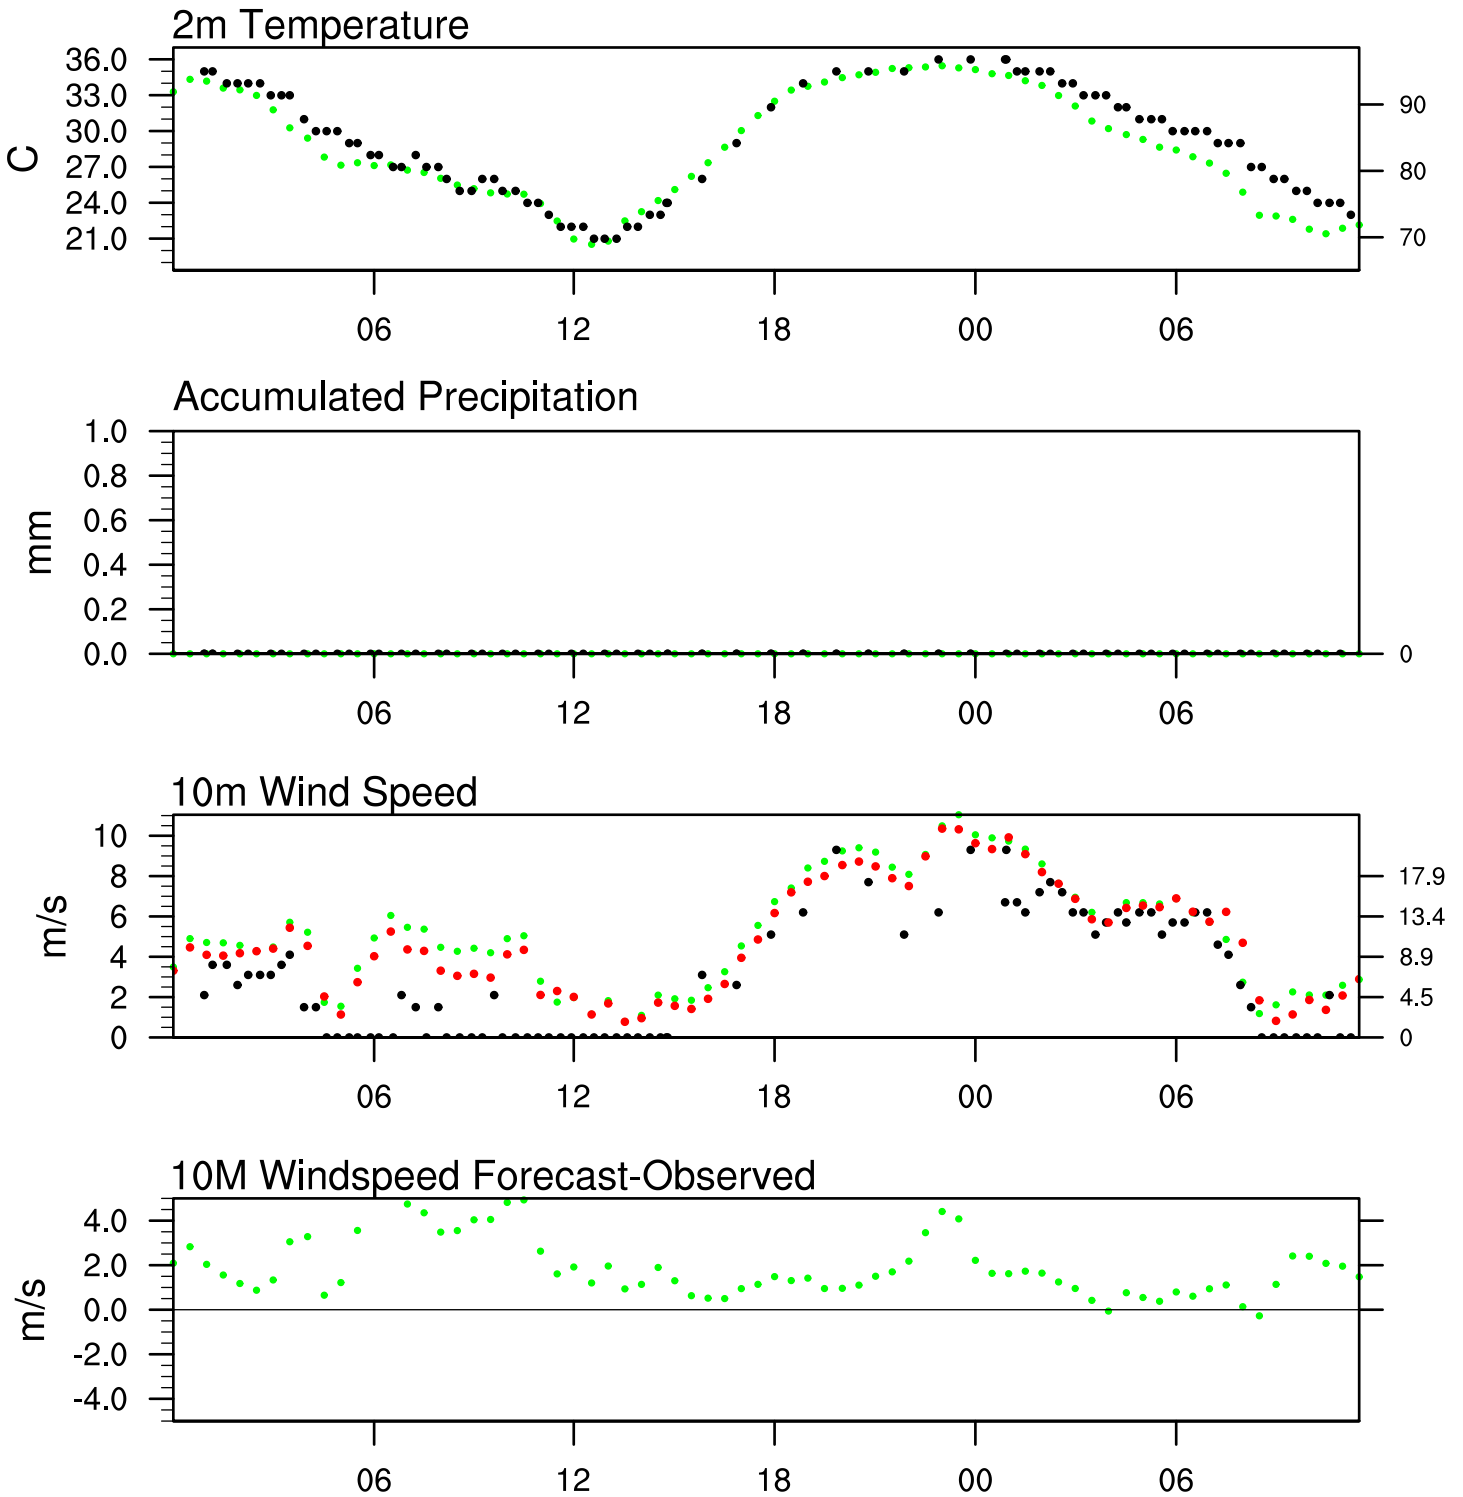 2m Temperature
36.0
33.0
30.0
27.0
24.0
21.0
C
90
80
70
06 12 18 00 06
Accumulated Precipitation
1.0
0.8
0.6
0.4
0.2
0.0
mm
0
06 12 18 00 06
10m Wind Speed
10
8
6
4
2
0
m/s
17.9
13.4
8.9
4.5
0
06 12 18 00 06
10M Windspeed Forecast-Observed
4.0
2.0
0.0
-2.0
-4.0
m/s
06 12 18 00 06